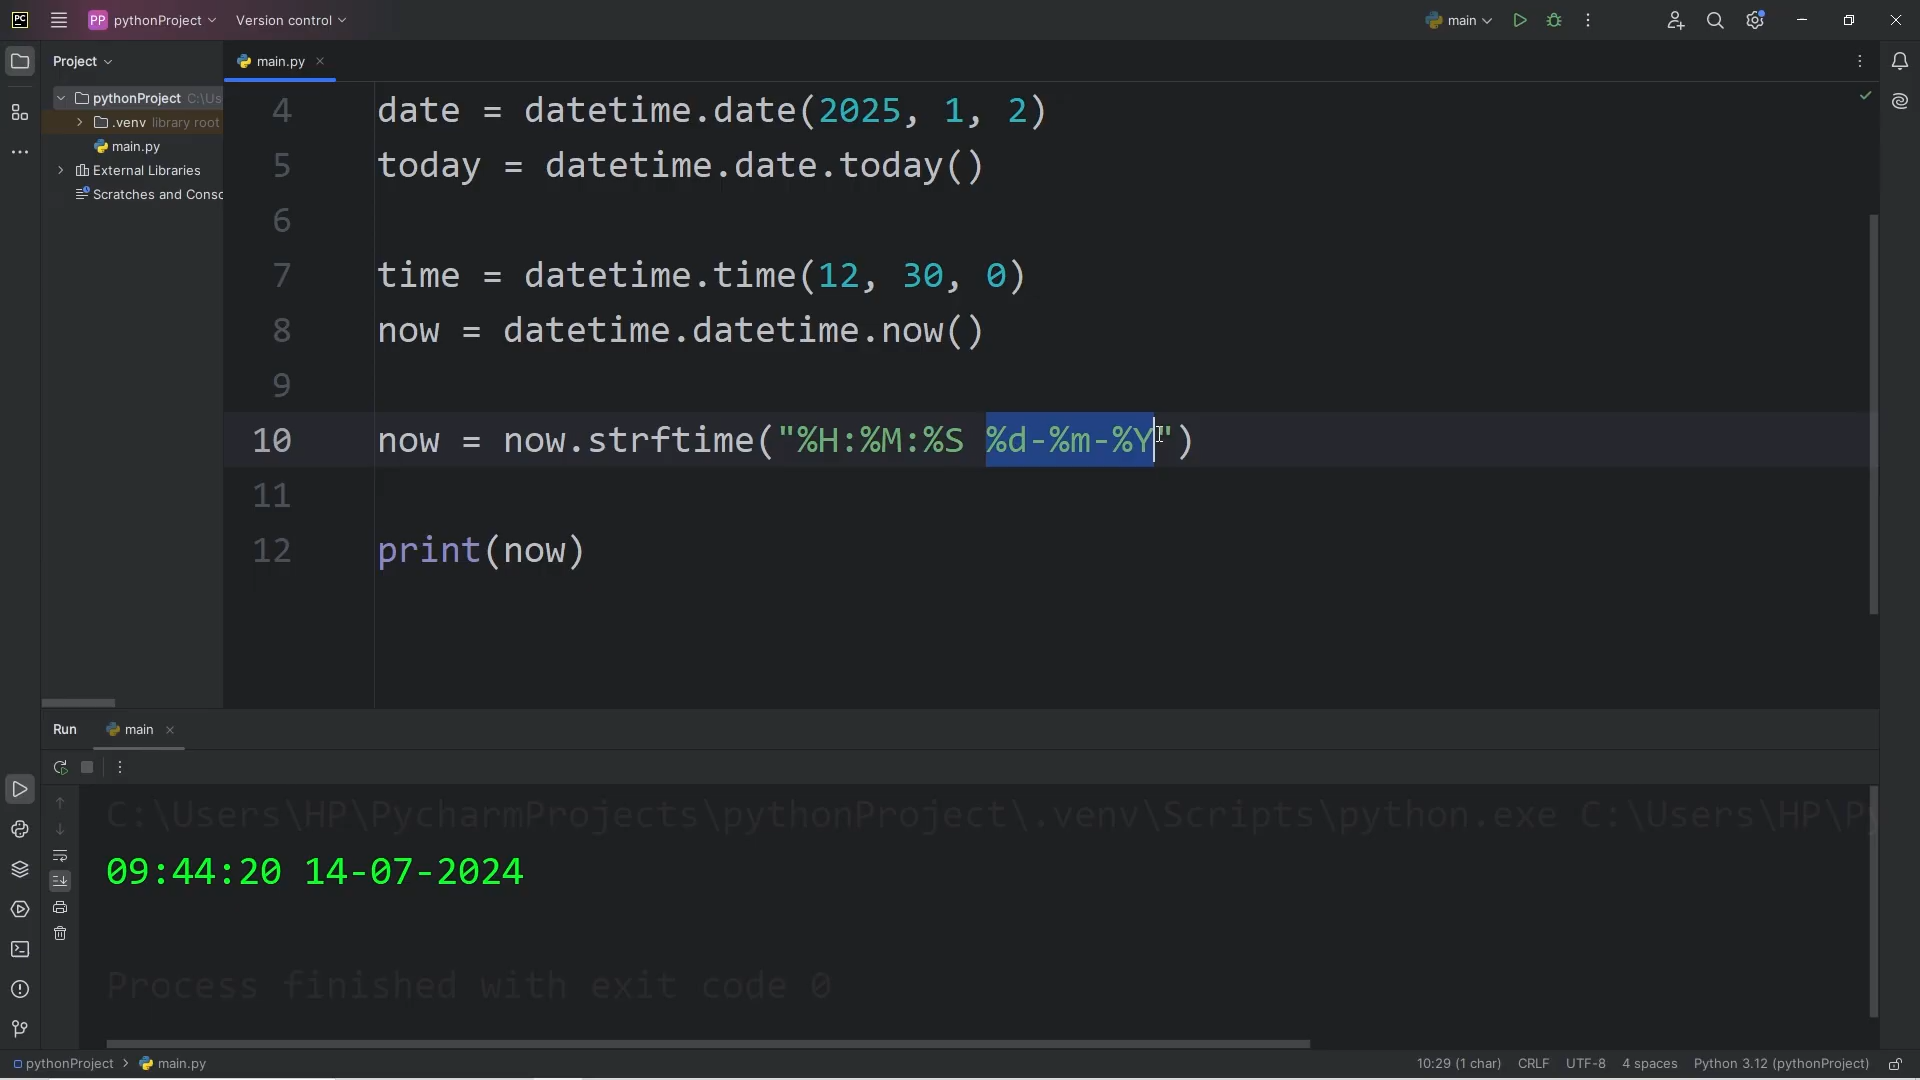 PC PP pythonProject Version control main
Project
main.py
pythonProject C:\Us
.venv library root
main.py
External Libraries
Scratches and Conso
4 date = datetime.date(2025, 1, 2)
5 today = datetime.date.today()
6
7 time = datetime.time(12, 30, 0)
8 now = datetime.datetime.now()
9
10 now = now.strftime("%H:%M:%S %d-%m-%Y")
11
12 print(now)
Run main
C:\Users\HP\PycharmProjects\pythonProject\.venv\Scripts\python.exe C:\Users\HP\Py
09:44:20 14-07-2024
Process finished with exit code 0
pythonProject > main.py 10:29 (1 char) CRLF UTF-8 4 spaces Python 3.12 (pythonProject)